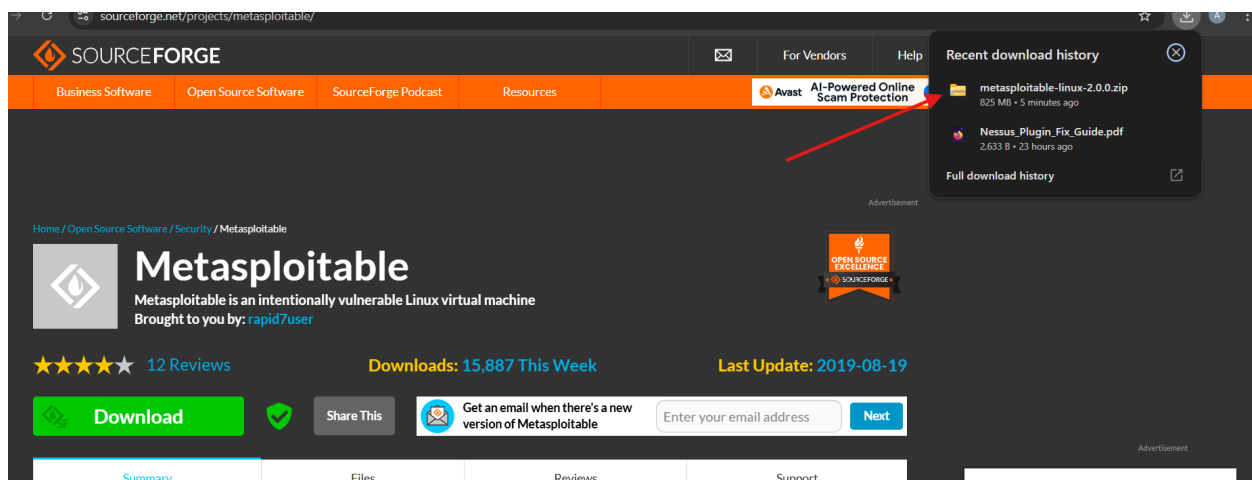 sourceforge.net/projects/metasploitable/
SOURCEFORGE
For Vendors
Help
Recent download history
metasploitable-linux-2.0.0.zip
825 MB • 5 minutes ago
Nessus_Plugin_Fix_Guide.pdf
2,633 B • 23 hours ago
Full download history
Business Software
Open Source Software
SourceForge Podcast
Resources
Avast
AI-Powered Online
Scam Protection
Advertisement
Home / Open Source Software / Security / Metasploitable
Metasploitable
Metasploitable is an intentionally vulnerable Linux virtual machine
Brought to you by: rapid7user
OPEN SOURCE
EXCELLENCE
SOURCEFORGE
12 Reviews
Downloads: 15,887 This Week
Last Update: 2019-08-19
SF
Download
Share This
Get an email when there's a new
version of Metasploitable
Enter your email address
Next
Advertisement
Summary
Files
Reviews
Support
A